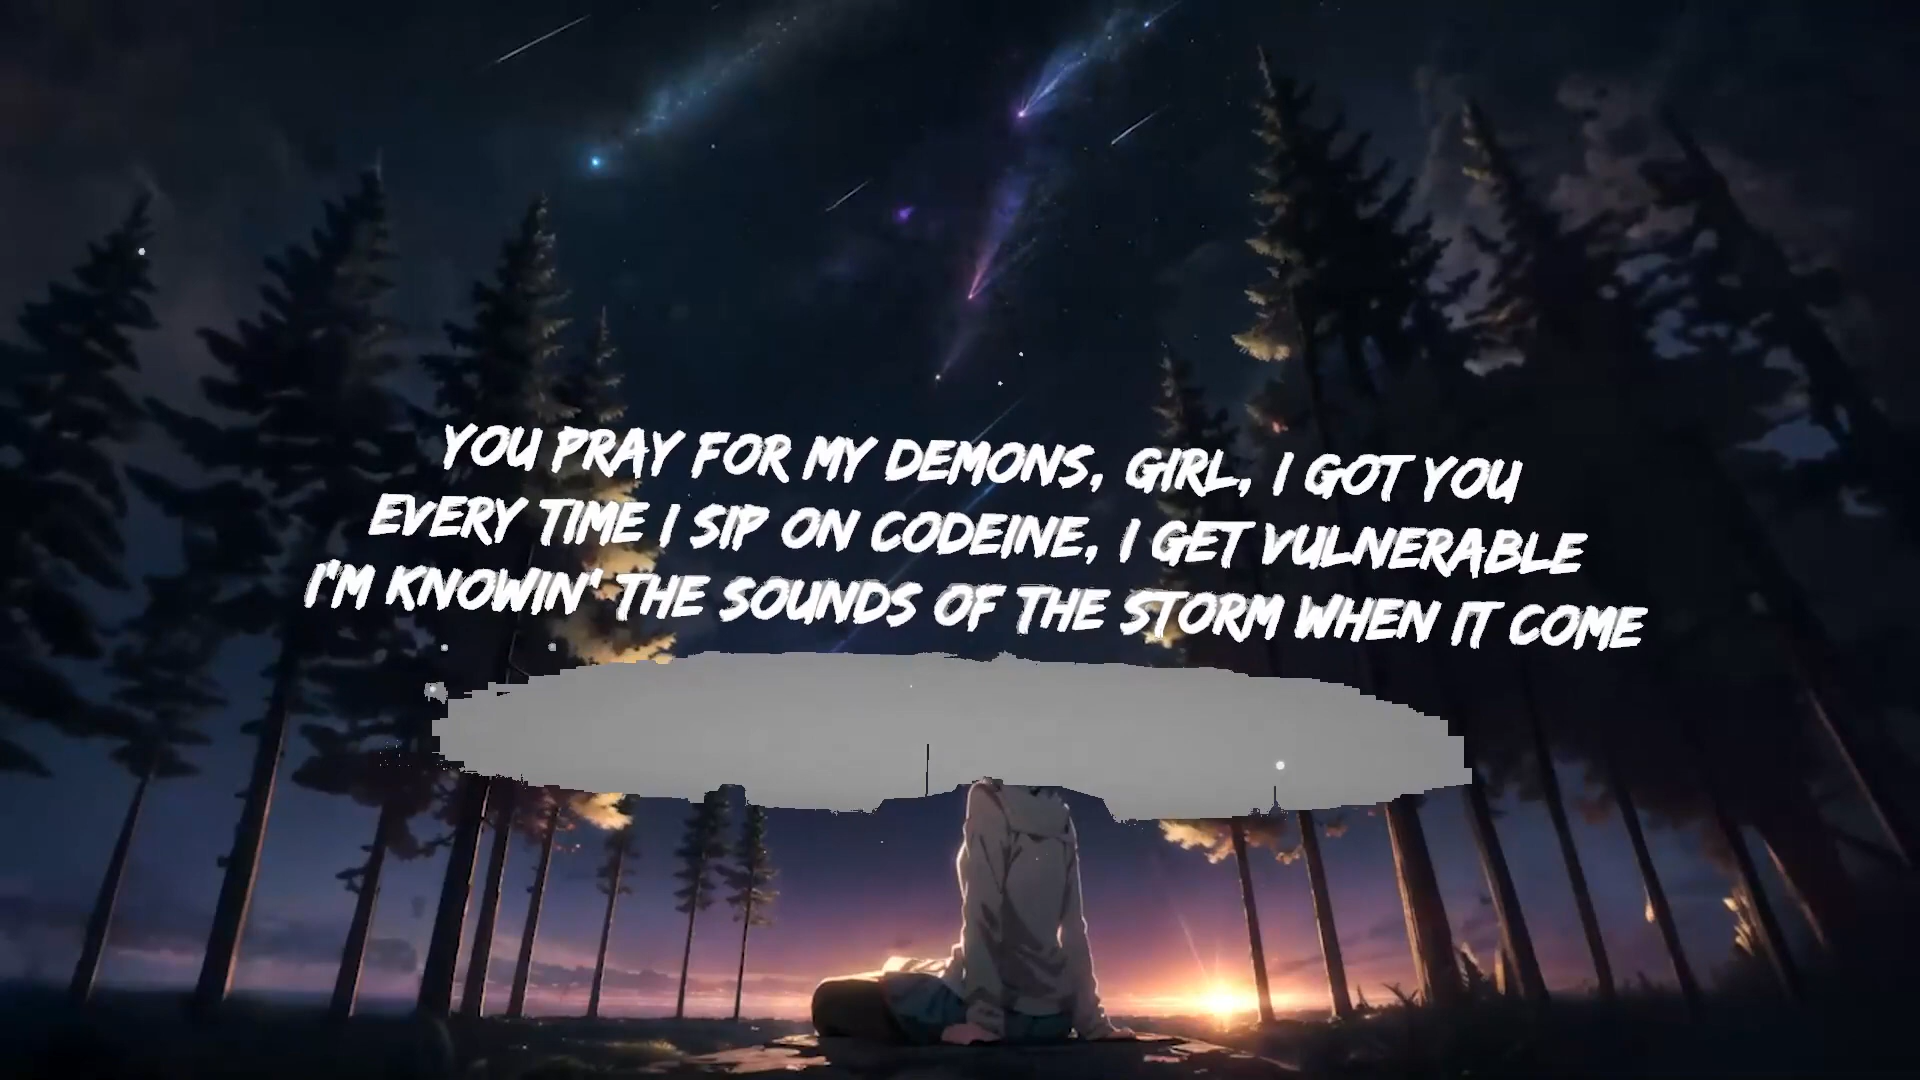 YOU PRAY FOR MY DEMONS, GIRL, I GOT YOU
EVERY TIME I SIP ON CODEINE, I GET VULNERABLE
I'M KNOWIN' THE SOUNDS OF THE STORM WHEN IT COME